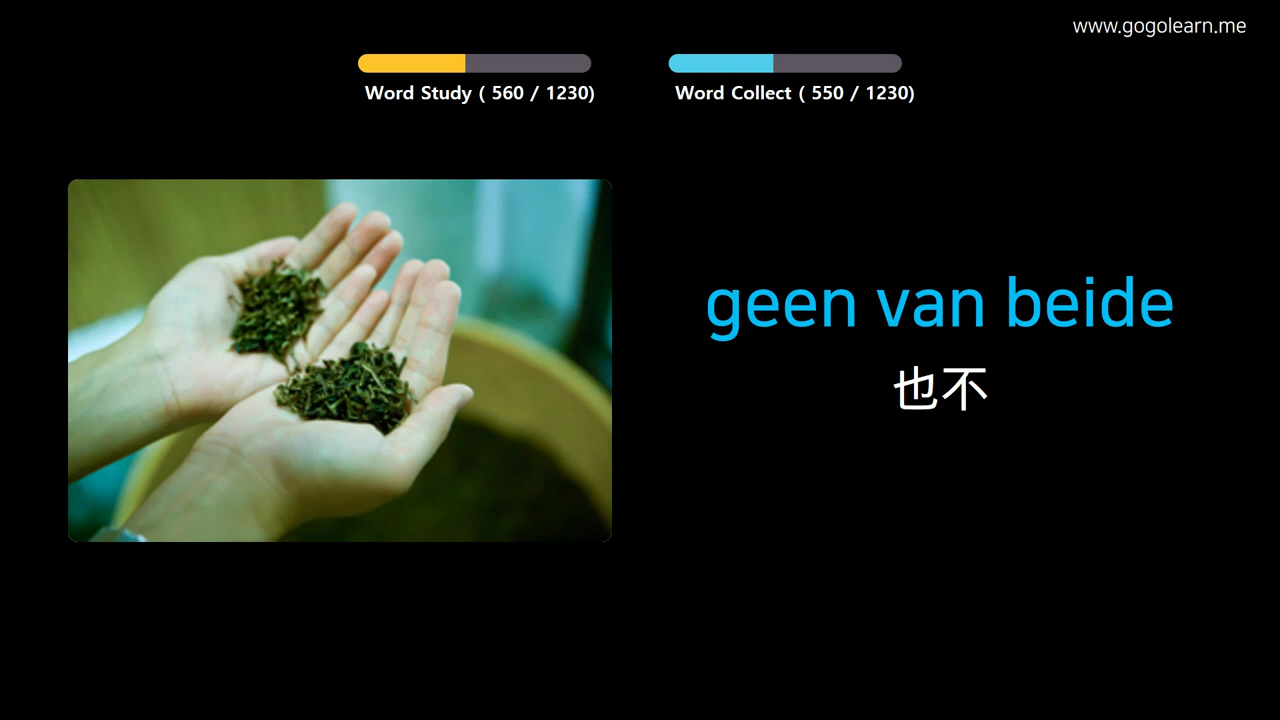 www.gogolearn.me
Word Study ( 560 / 1230)
Word Collect ( 550 / 1230)
geen van beide
也不